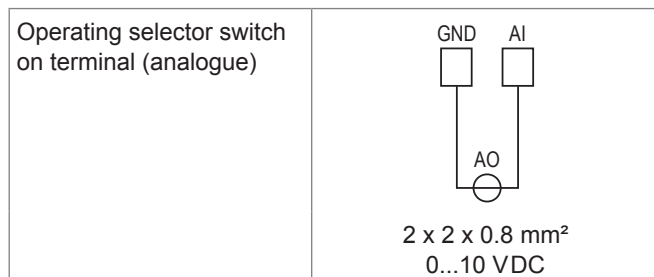 Operating selector switch
on terminal (analogue)
GND AI
AO
2 x 2 x 0.8 mm²
0...10 VDC